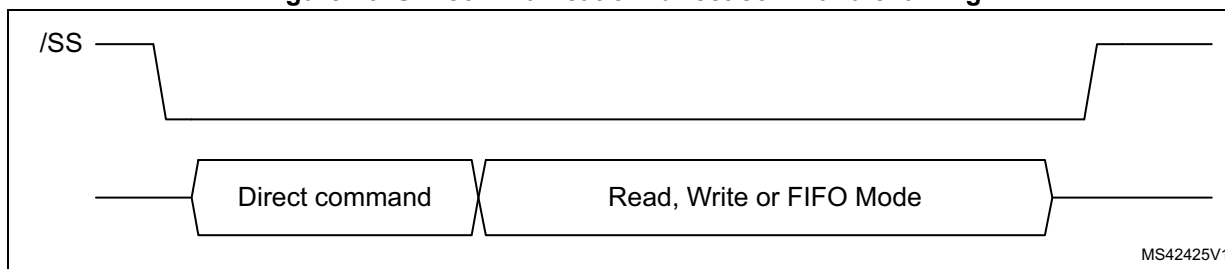 /SS
Direct command Read, Write or FIFO Mode
MS42425V1